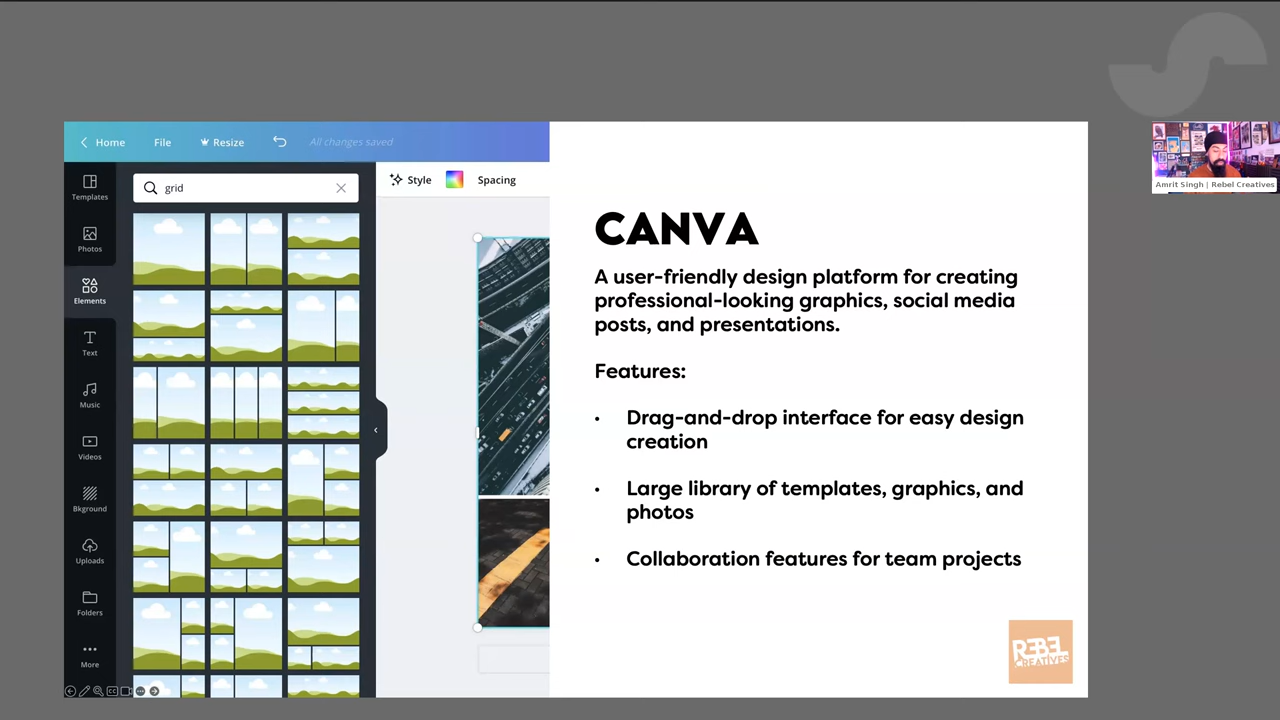 Home
File
Resize
All changes saved
Templates
Photos
Elements
Text
Music
Videos
Bkground
Uploads
Folders
More
grid
Style
Spacing
CANVA
A user-friendly design platform for creating
professional-looking graphics, social media
posts, and presentations.
Features:
• Drag-and-drop interface for easy design
creation
• Large library of templates, graphics, and
photos
• Collaboration features for team projects
REBEL
CREATIVES
Amrit Singh | Rebel Creatives